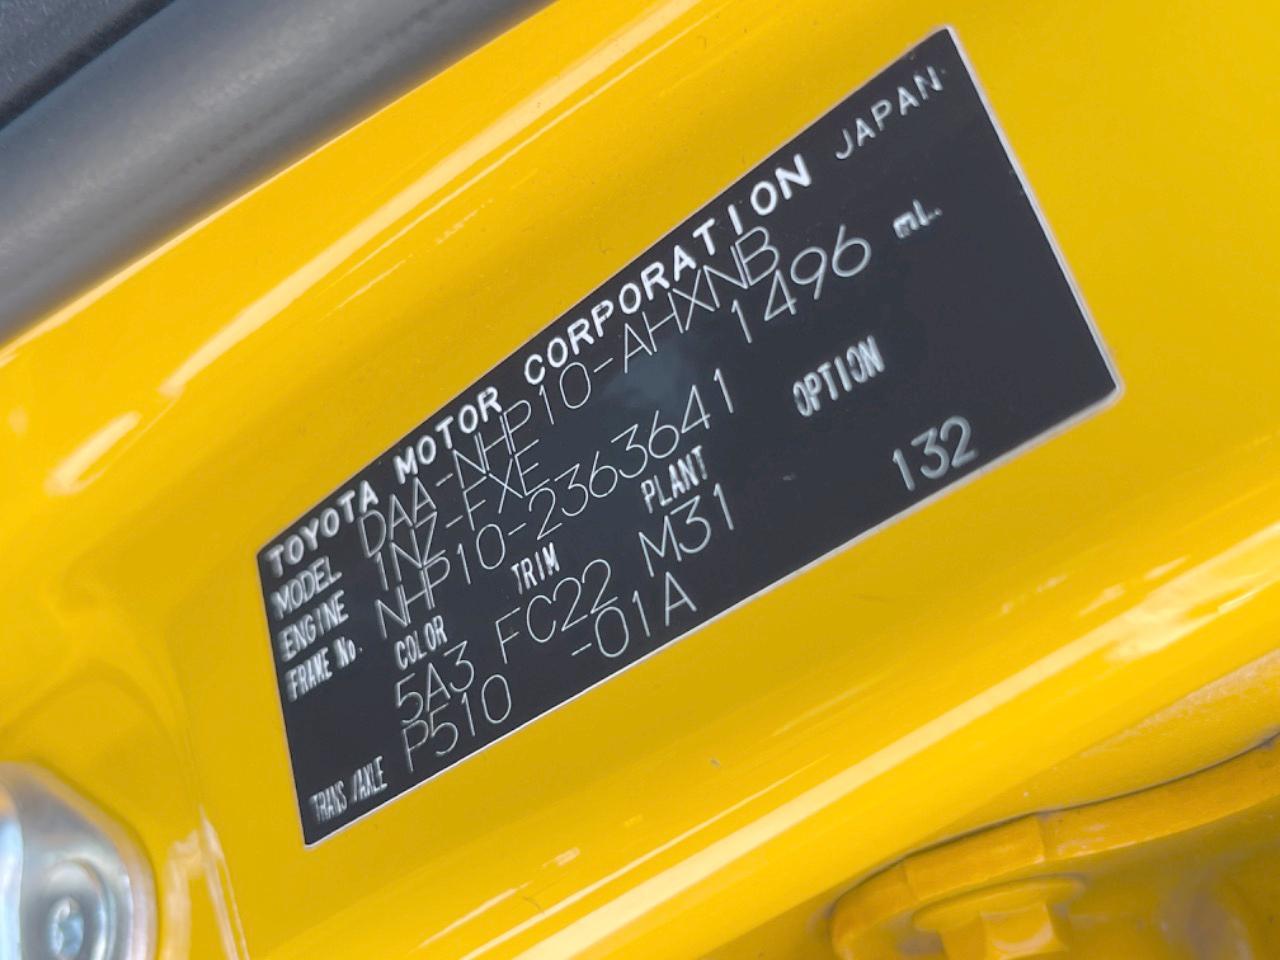 TOYOTA MOTOR CORPORATION JAPAN
MODEL DAA-NHP10-AHXNB
ENGINE 1NZ-FXE 1496 mL.
FRAME No. NHP10-2363641
COLOR TRIM PLANT OPTION
5A3 FC22 M31 132
TRANS/AXLE P510 -01A